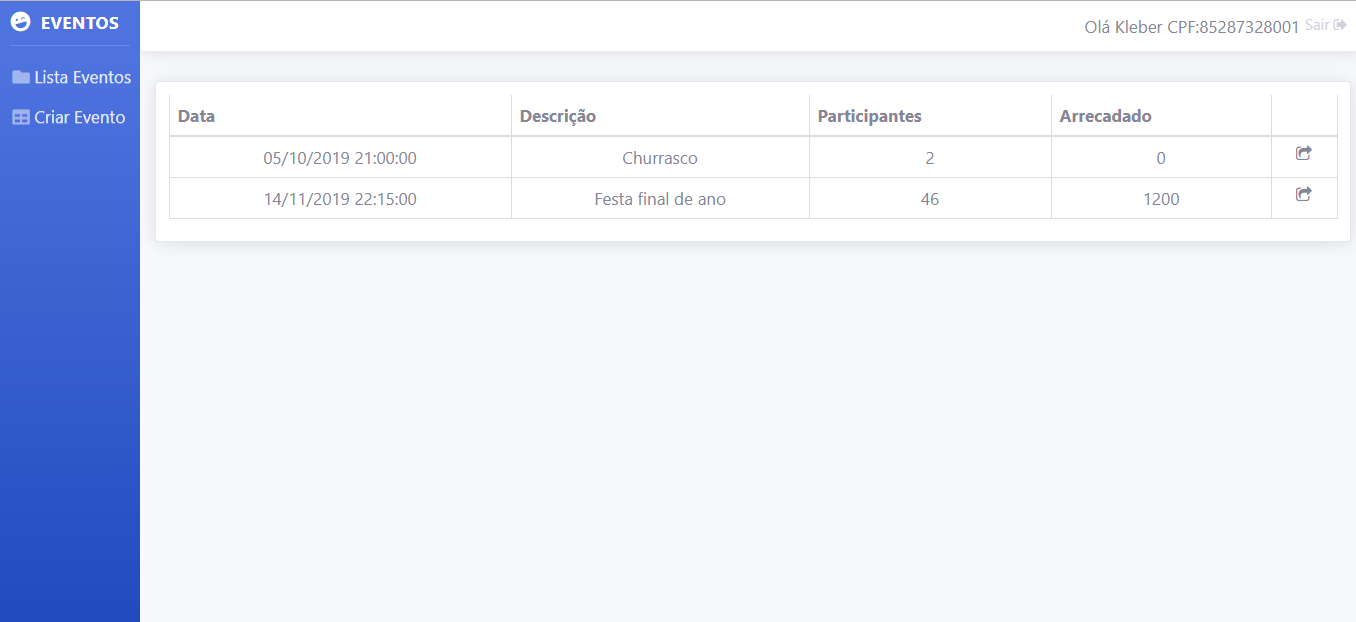 EVENTOS
Olá Kleber CPF:85287328001 Sair
Lista Eventos
Criar Evento
Data Descrição Participantes Arrecadado
05/10/2019 21:00:00 Churrasco 2 0
14/11/2019 22:15:00 Festa final de ano 46 1200